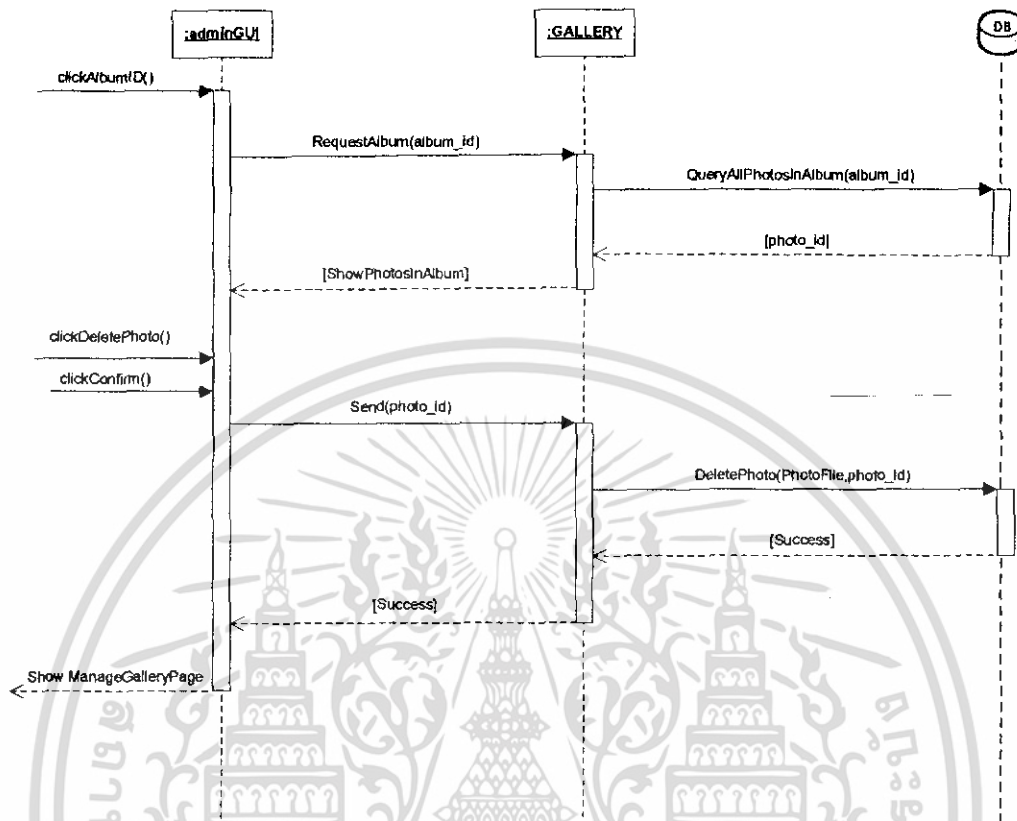 :adminGUI
:GALLERY
DB
clickAlbumID()
RequestAlbum(album_id)
QueryAllPhotosInAlbum(album_id)
[photo_id]
[ShowPhotosInAlbum]
clickDeletePhoto()
clickConfirm()
Send(photo_id)
DeletePhoto(PhotoFile,photo_id)
[Success]
[Success]
Show ManageGalleryPage